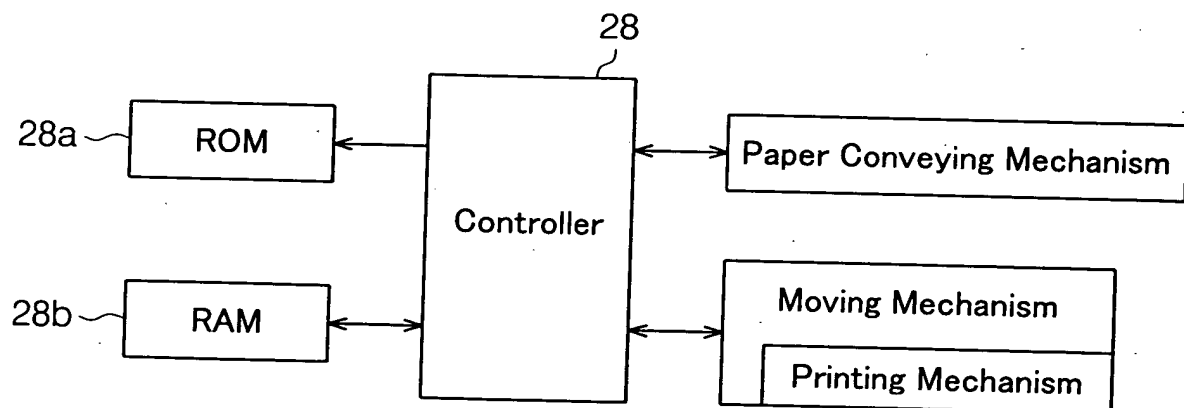 28
28a
ROM
Paper Conveying Mechanism
Controller
28b
RAM
Moving Mechanism
Printing Mechanism